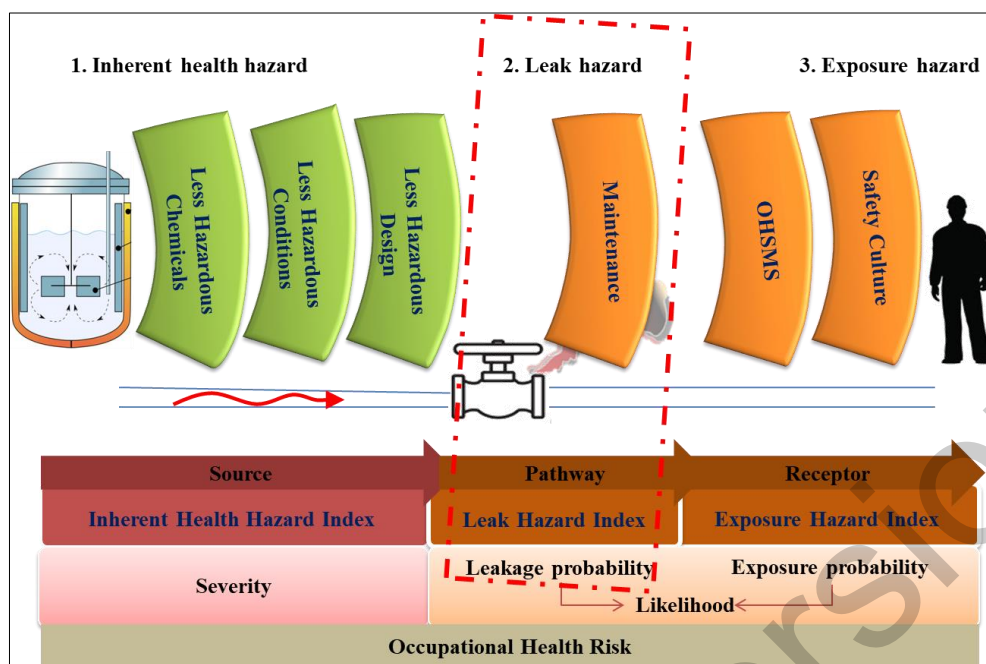 1. Inherent health hazard
2. Leak hazard
3. Exposure hazard
Less Hazardous
Chemicals
Less Hazardous
Conditions
Less Hazardous
Design
Maintenance
OHSMS
Safety Culture
Source
Pathway
Receptor
Inherent Health Hazard Index
Leak Hazard Index
Exposure Hazard Index
Severity
Leakage probability
Exposure probability
Likelihood
Occupational Health Risk